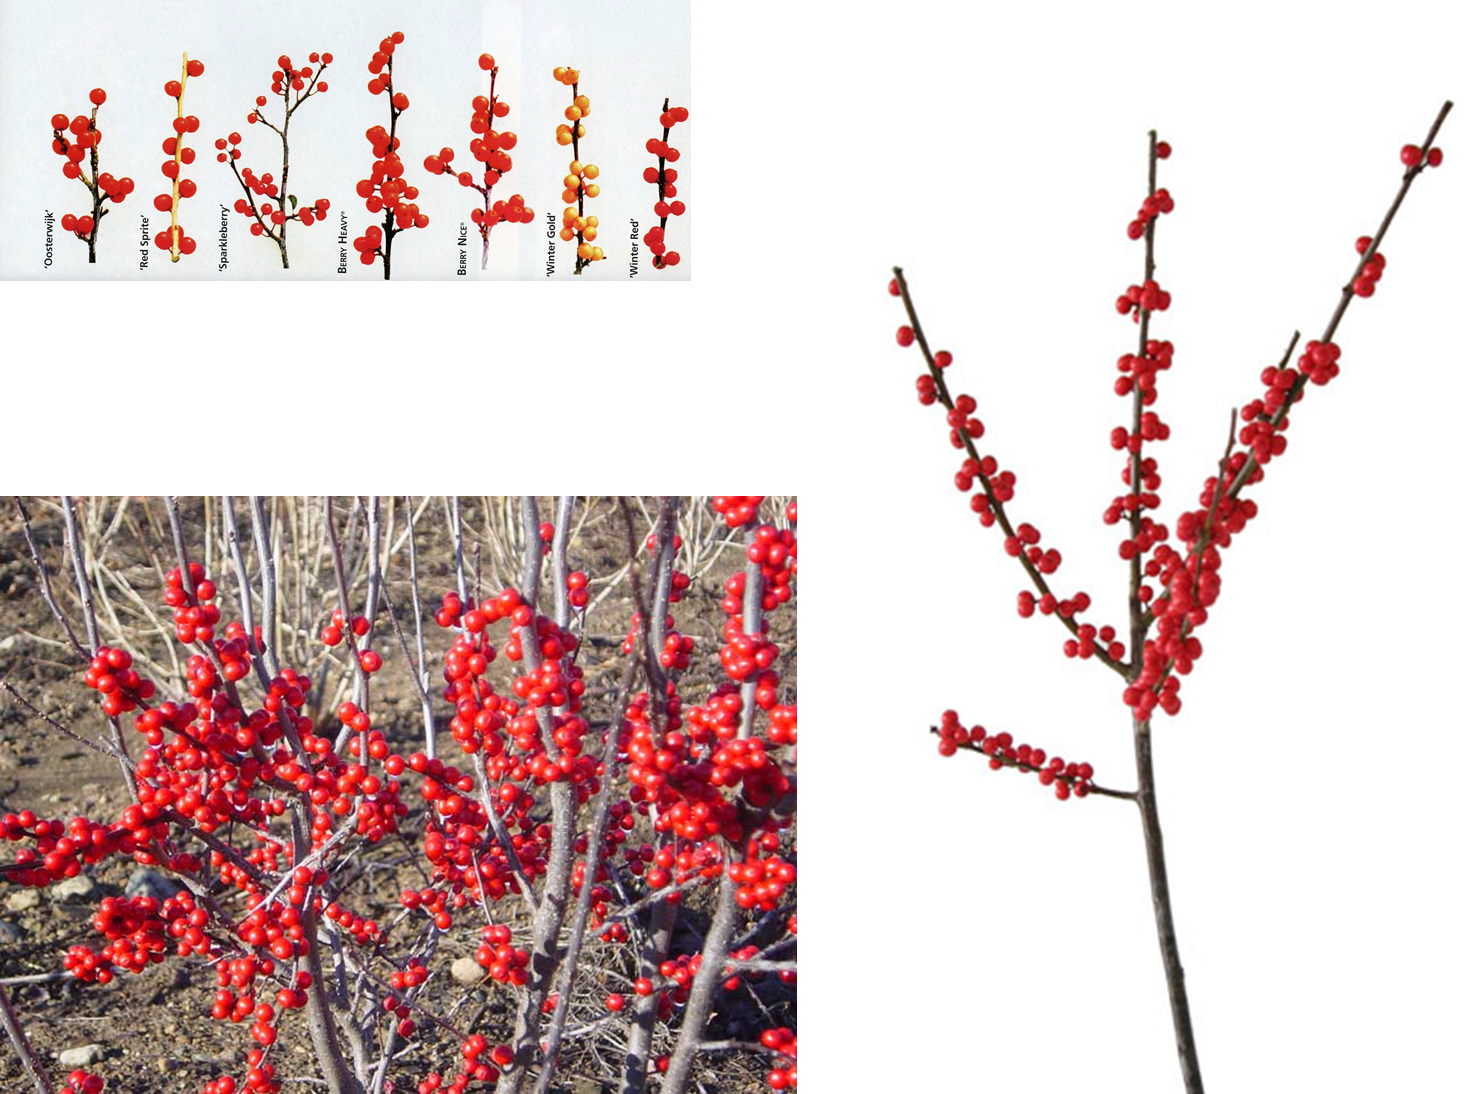 'Oosterwijk'
'Red Sprite'
'Sparkleberry'
BERRY HEAVY®
BERRY NICE®
'Winter Gold'
'Winter Red'